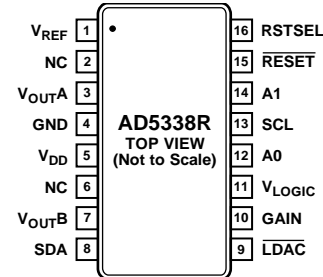 VREF 1
NC 2
VOUTA 3
GND 4
VDD 5
NC 6
VOUTB 7
SDA 8
AD5338R
TOP VIEW
(Not to Scale)
16 RSTSEL
15 RESET
14 A1
13 SCL
12 A0
11 VLOGIC
10 GAIN
9 LDAC